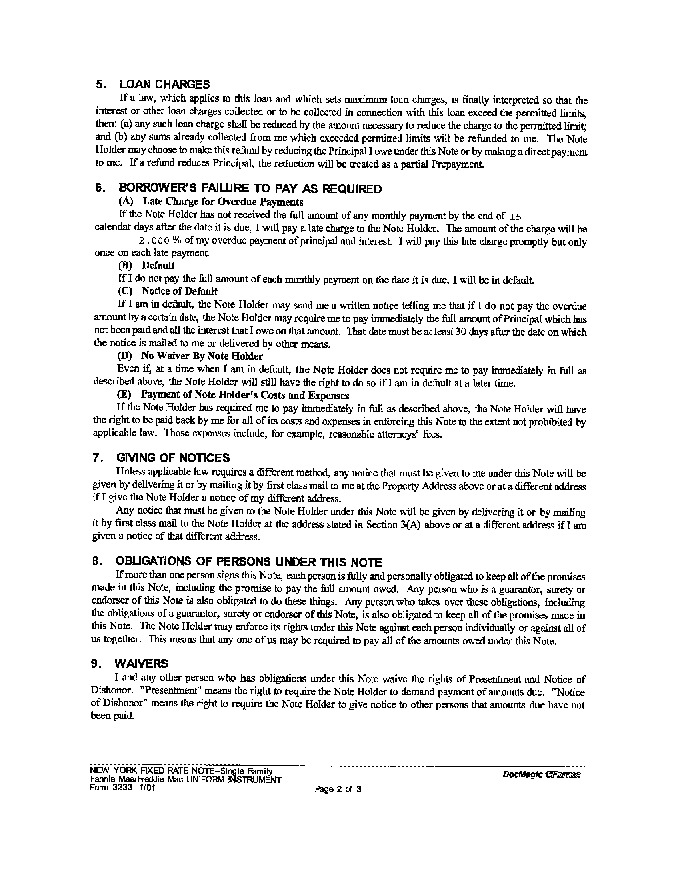 5. LOAN CHARGES
If a law, which applies to this loan and which sets maximum loan charges, is finally interpreted so that the
interest or other loan charges collected or to be collected in connection with this loan exceed the permitted limits,
then: (a) any such loan charge shall be reduced by the amount necessary to reduce the charge to the permitted limit;
and (b) any sums already collected from me which exceeded permitted limits will be refunded to me. The Note
Holder may choose to make this refund by reducing the Principal I owe under this Note or by making a direct payment
to me. If a refund reduces Principal, the reduction will be treated as a partial Prepayment.
6. BORROWER'S FAILURE TO PAY AS REQUIRED
(A) Late Charge for Overdue Payments
If the Note Holder has not received the full amount of any monthly payment by the end of 15
calendar days after the date it is due, I will pay a late charge to the Note Holder. The amount of the charge will be
2.000 % of my overdue payment of principal and interest. I will pay this late charge promptly but only
once on each late payment.
(B) Default
If I do not pay the full amount of each monthly payment on the date it is due, I will be in default.
(C) Notice of Default
If I am in default, the Note Holder may send me a written notice telling me that if I do not pay the overdue
amount by a certain date, the Note Holder may require me to pay immediately the full amount of Principal which has
not been paid and all the interest that I owe on that amount. That date must be at least 30 days after the date on which
the notice is mailed to me or delivered by other means.
(D) No Waiver By Note Holder
Even if, at a time when I am in default, the Note Holder does not require me to pay immediately in full as
described above, the Note Holder will still have the right to do so if I am in default at a later time.
(E) Payment of Note Holder's Costs and Expenses
If the Note Holder has required me to pay immediately in full as described above, the Note Holder will have
the right to be paid back by me for all of its costs and expenses in enforcing this Note to the extent not prohibited by
applicable law. Those expenses include, for example, reasonable attorneys' fees.
7. GIVING OF NOTICES
Unless applicable law requires a different method, any notice that must be given to me under this Note will be
given by delivering it or by mailing it by first class mail to me at the Property Address above or at a different address
if I give the Note Holder a notice of my different address.
Any notice that must be given to the Note Holder under this Note will be given by delivering it or by mailing
it by first class mail to the Note Holder at the address stated in Section 3(A) above or at a different address if I am
given a notice of that different address.
8. OBLIGATIONS OF PERSONS UNDER THIS NOTE
If more than one person signs this Note, each person is fully and personally obligated to keep all of the promises
made in this Note, including the promise to pay the full amount owed. Any person who is a guarantor, surety or
endorser of this Note is also obligated to do these things. Any person who takes over these obligations, including
the obligations of a guarantor, surety or endorser of this Note, is also obligated to keep all of the promises made in
this Note. The Note Holder may enforce its rights under this Note against each person individually or against all of
us together. This means that any one of us may be required to pay all of the amounts owed under this Note.
9. WAIVERS
I and any other person who has obligations under this Note waive the rights of Presentment and Notice of
Dishonor. "Presentment" means the right to require the Note Holder to demand payment of amounts due. "Notice
of Dishonor" means the right to require the Note Holder to give notice to other persons that amounts due have not
been paid.
NEW YORK FIXED RATE NOTE--Single Family
Fannie Mae/Freddie Mac UNIFORM INSTRUMENT
Form 3233 1/01
Page 2 of 3
DocMagic